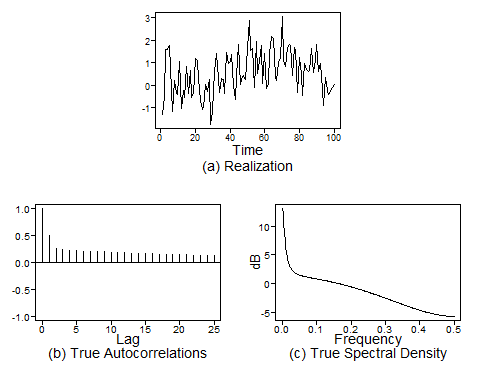 3
2
1
0
-1
0 20 40 60 80 100
Time
(a) Realization
1.0
0.5
0.0
-0.5
-1.0
0 5 10 15 20 25
Lag
(b) True Autocorrelations
dB
10
5
0
-5
0.0 0.1 0.2 0.3 0.4 0.5
Frequency
(c) True Spectral Density